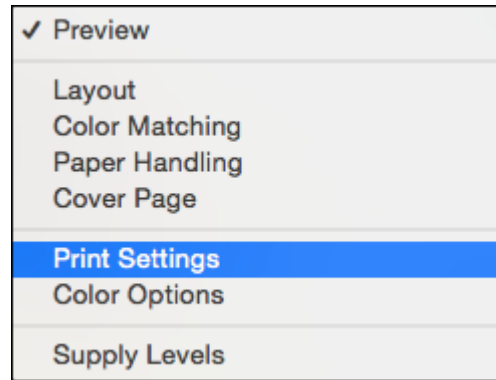 ✓ Preview
Layout
Color Matching
Paper Handling
Cover Page
Print Settings
Color Options
Supply Levels